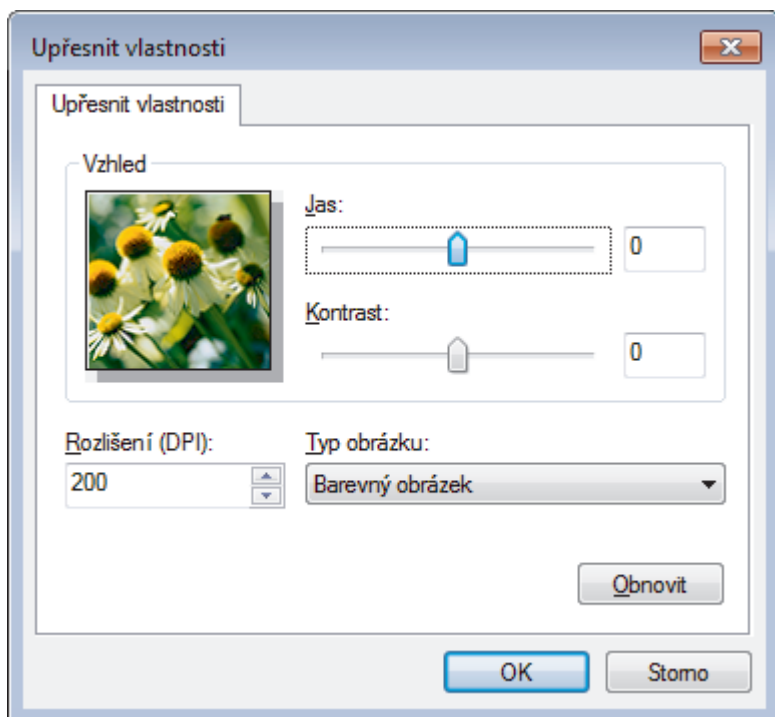 Upřesnit vlastnosti
Upřesnit vlastnosti
Vzhled
Jas:
0
Kontrast:
0
Rozlišení (DPI):
200
Typ obrázku:
Barevný obrázek
Obnovit
OK
Storno